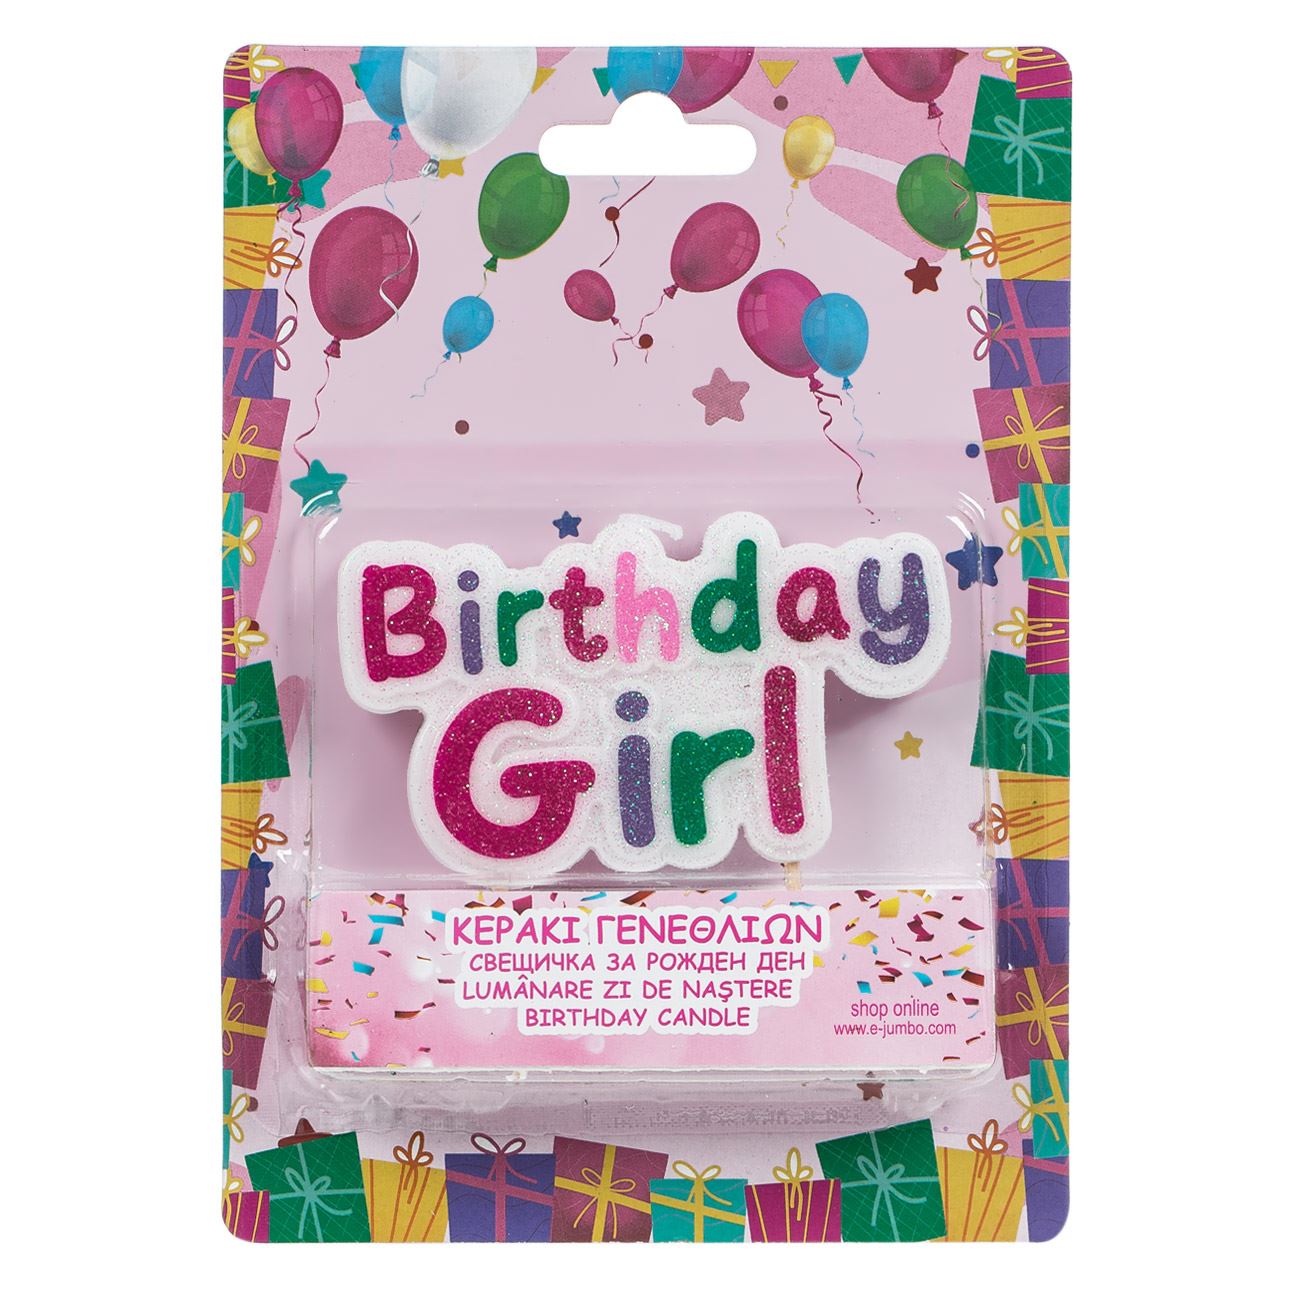 Birthday
Girl
ΚΕΡΑΚΙ ΓΕΝΕΘΛΙΩΝ
СВЕЩИЧКА ЗА РОЖДЕН ДЕН
LUMÂNARE ZI DE NAŞTERE
BIRTHDAY CANDLE
shop online
www.e-jumbo.com